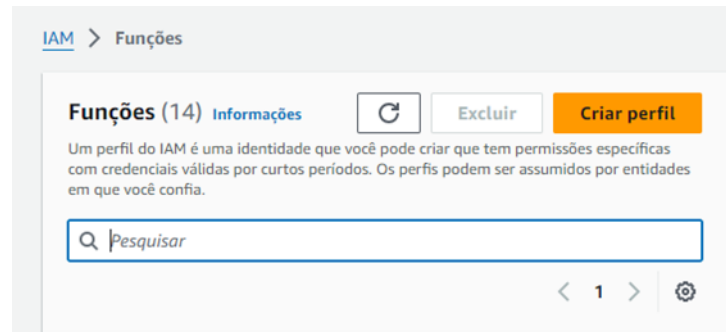 IAM > Funções
Funções (14) Informações Excluir Criar perfil
Um perfil do IAM é uma identidade que você pode criar que tem permissões específicas
com credenciais válidas por curtos períodos. Os perfis podem ser assumidos por entidades
em que você confia.
Pesquisar
< 1 >